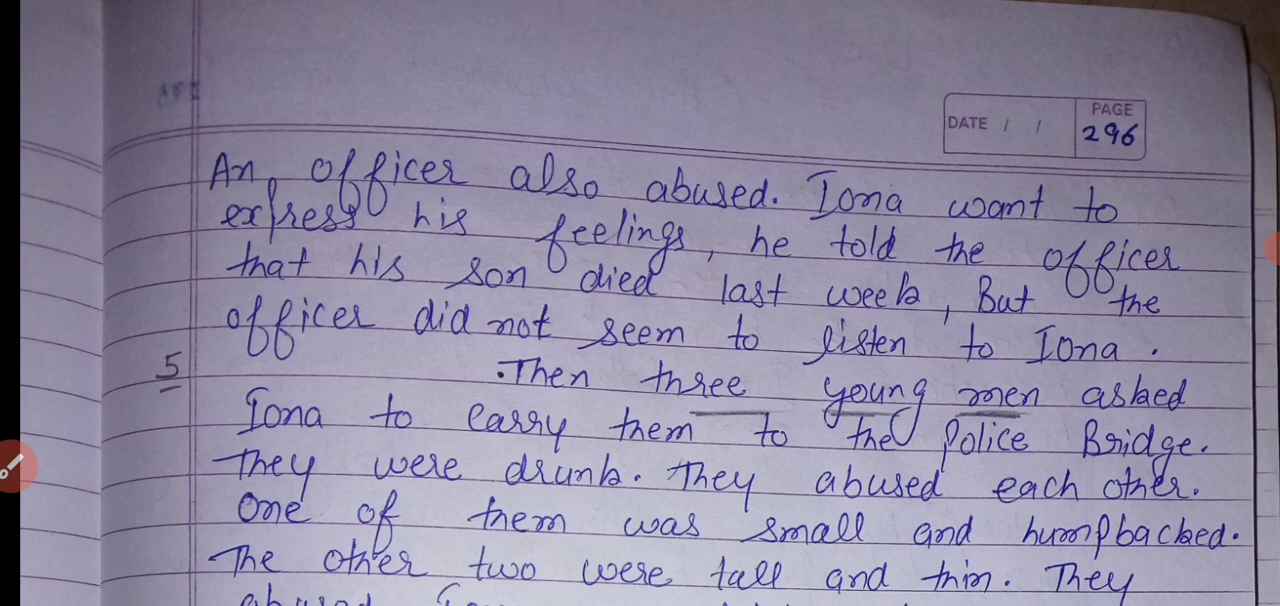 DATE / / PAGE
296
An officer also abused. Iona want to
express his feelings, he told the officer
that his son died last week, But the
officer did not seem to listen to Iona.
5 .Then three young men asked
Iona to carry them to the Police Bridge.
They were drunk. They abused each other.
One of them was small and humpbacked.
The other two were tall and thin. They
abused